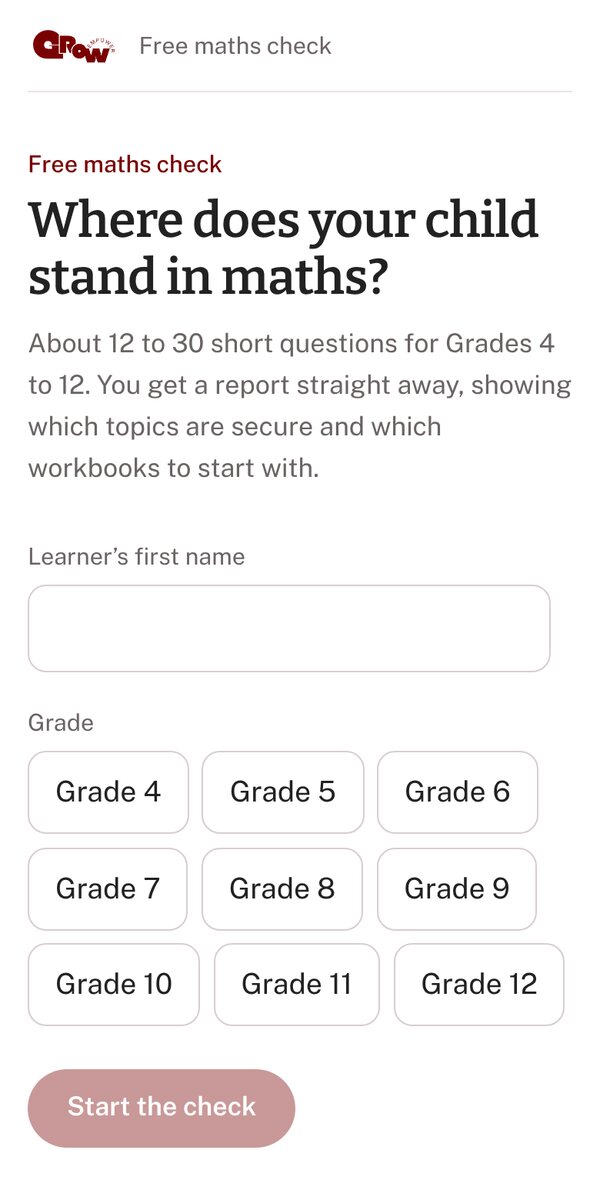 GROW EMPOWER
Free maths check
Free maths check
Where does your child
stand in maths?
About 12 to 30 short questions for Grades 4
to 12. You get a report straight away, showing
which topics are secure and which
workbooks to start with.
Learner’s first name
Grade
Grade 4
Grade 5
Grade 6
Grade 7
Grade 8
Grade 9
Grade 10
Grade 11
Grade 12
Start the check